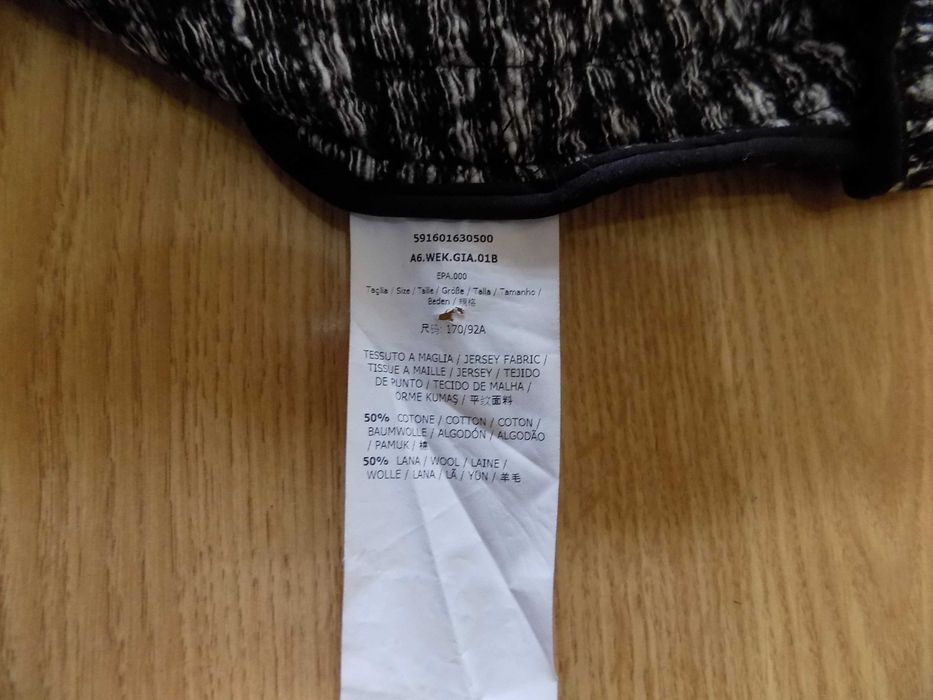 591601630500
A6.WEK.GIA.01B
EPA.000
Taglia / Size / Taille / Größe / Talla / Tamanho /
Beden / 规格
尺码: 170/92A
TESSUTO A MAGLIA / JERSEY FABRIC /
TISSUE A MAILLE / JERSEY / TEJIDO
DE PUNTO / TECIDO DE MALHA /
ORME KUMAŞ / 平纹面料
50% COTONE / COTTON / COTON /
BAUMWOLLE / ALGODÓN / ALGODÃO
/ PAMUK / 棉
50% LANA / WOOL / LAINE /
WOLLE / LANA / LÃ / YÜN / 羊毛